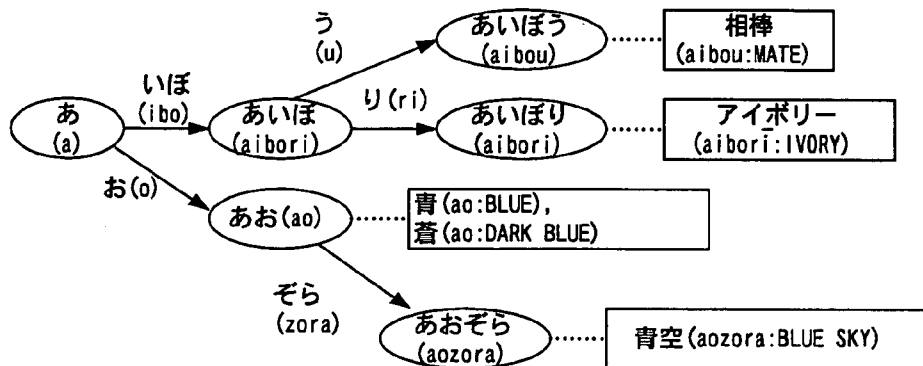 う
(u)
あいぼう
(aibou)
相棒
(aibou:MATE)
いぼ
(ibo)
あ
(a)
あいぼ
(aibori)
り(ri)
あいぼり
(aibori)
アイボリー
(aibori:IVORY)
お(o)
あお(ao)
青(ao:BLUE),
蒼(ao:DARK BLUE)
ぞら
(zora)
あおぞら
(aozora)
青空(aozora:BLUE SKY)